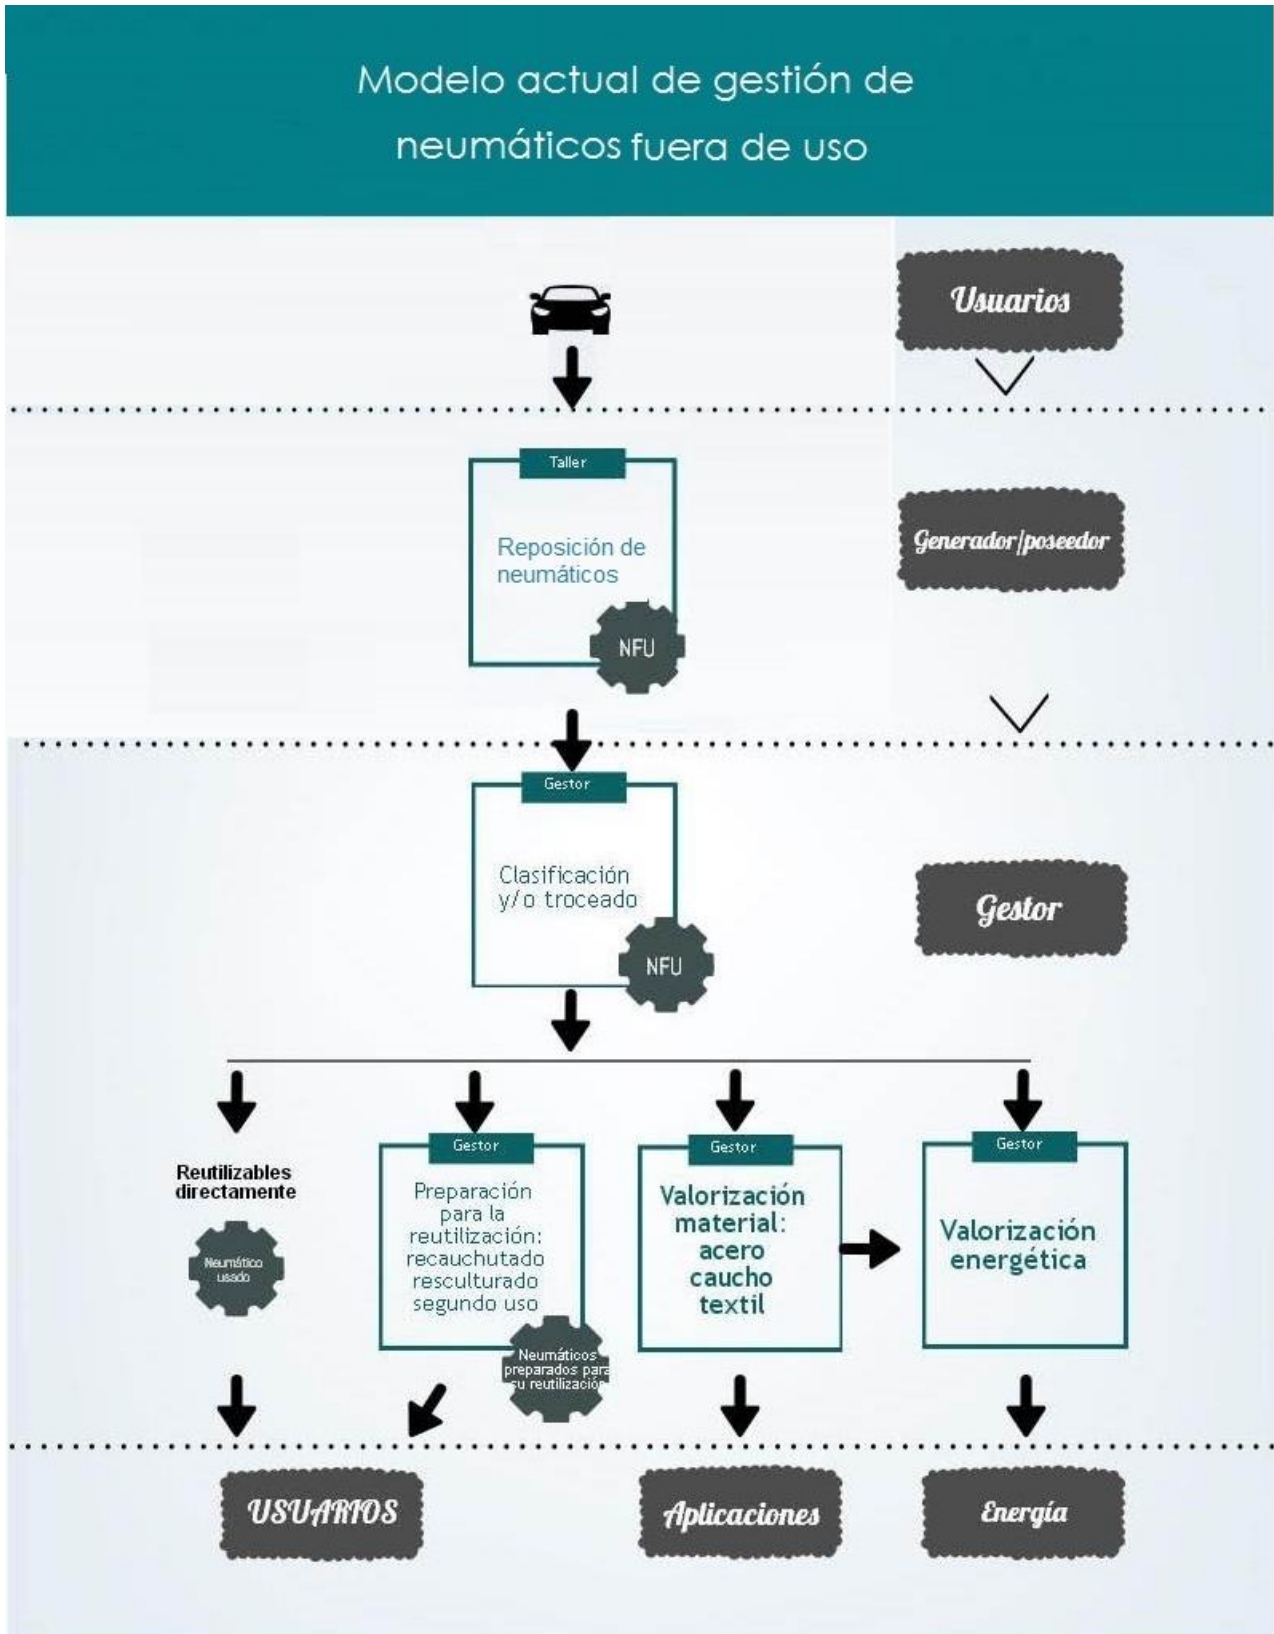 Modelo actual de gestión de
neumáticos fuera de uso
Usuarios
Taller
Reposición de
neumáticos
NFU
Generador/poseedor
Gestor
Clasificación
y/o troceado
NFU
Gestor
Reutilizables
directamente
Neumático
usado
Gestor
Preparación
para la
reutilización:
recauchutado
resculturado
segundo uso
Neumáticos
preparados para
su reutilización
Gestor
Valorización
material:
acero
caucho
textil
Gestor
Valorización
energética
USUARIOS
Aplicaciones
Energía